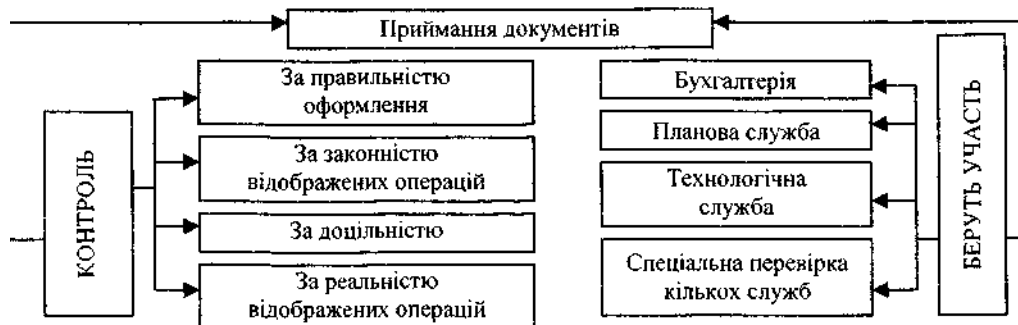 Приймання документів
КОНТРОЛЬ
За правильністю
оформлення
За законністю
відображених операцій
За доцільністю
За реальністю
відображених операцій
Бухгалтерія
Планова служба
Технологічна
служба
Спеціальна перевірка
кількох служб
БЕРУТЬ УЧАСТЬ